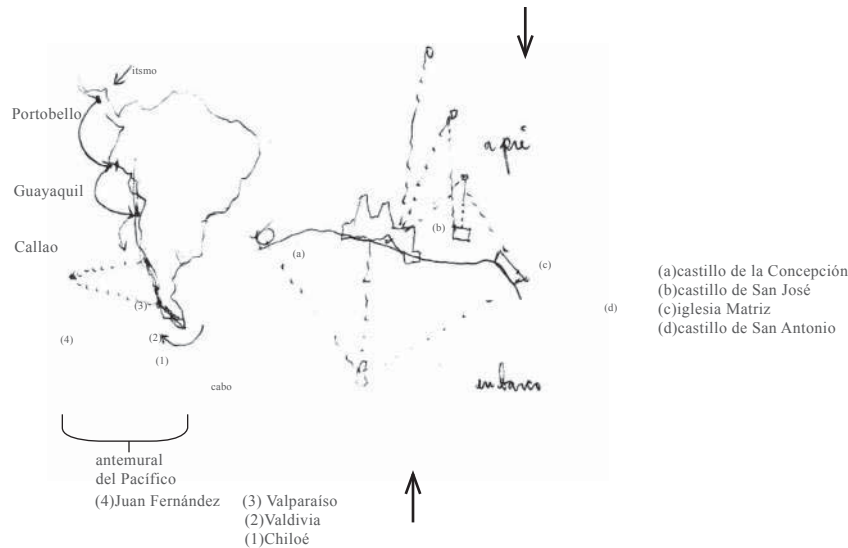 itsmo
Portobello
a pié
Guayaquil
(b)
Callao
(a)
(c)
(a)castillo de la Concepción
(b)castillo de San José
(c)iglesia Matriz
(d)castillo de San Antonio
(3)
(d)
(4)
(2)
(1)
cabo
en barco
antemural
del Pacífico
(4)Juan Fernández
(3) Valparaíso
(2)Valdivia
(1)Chiloé